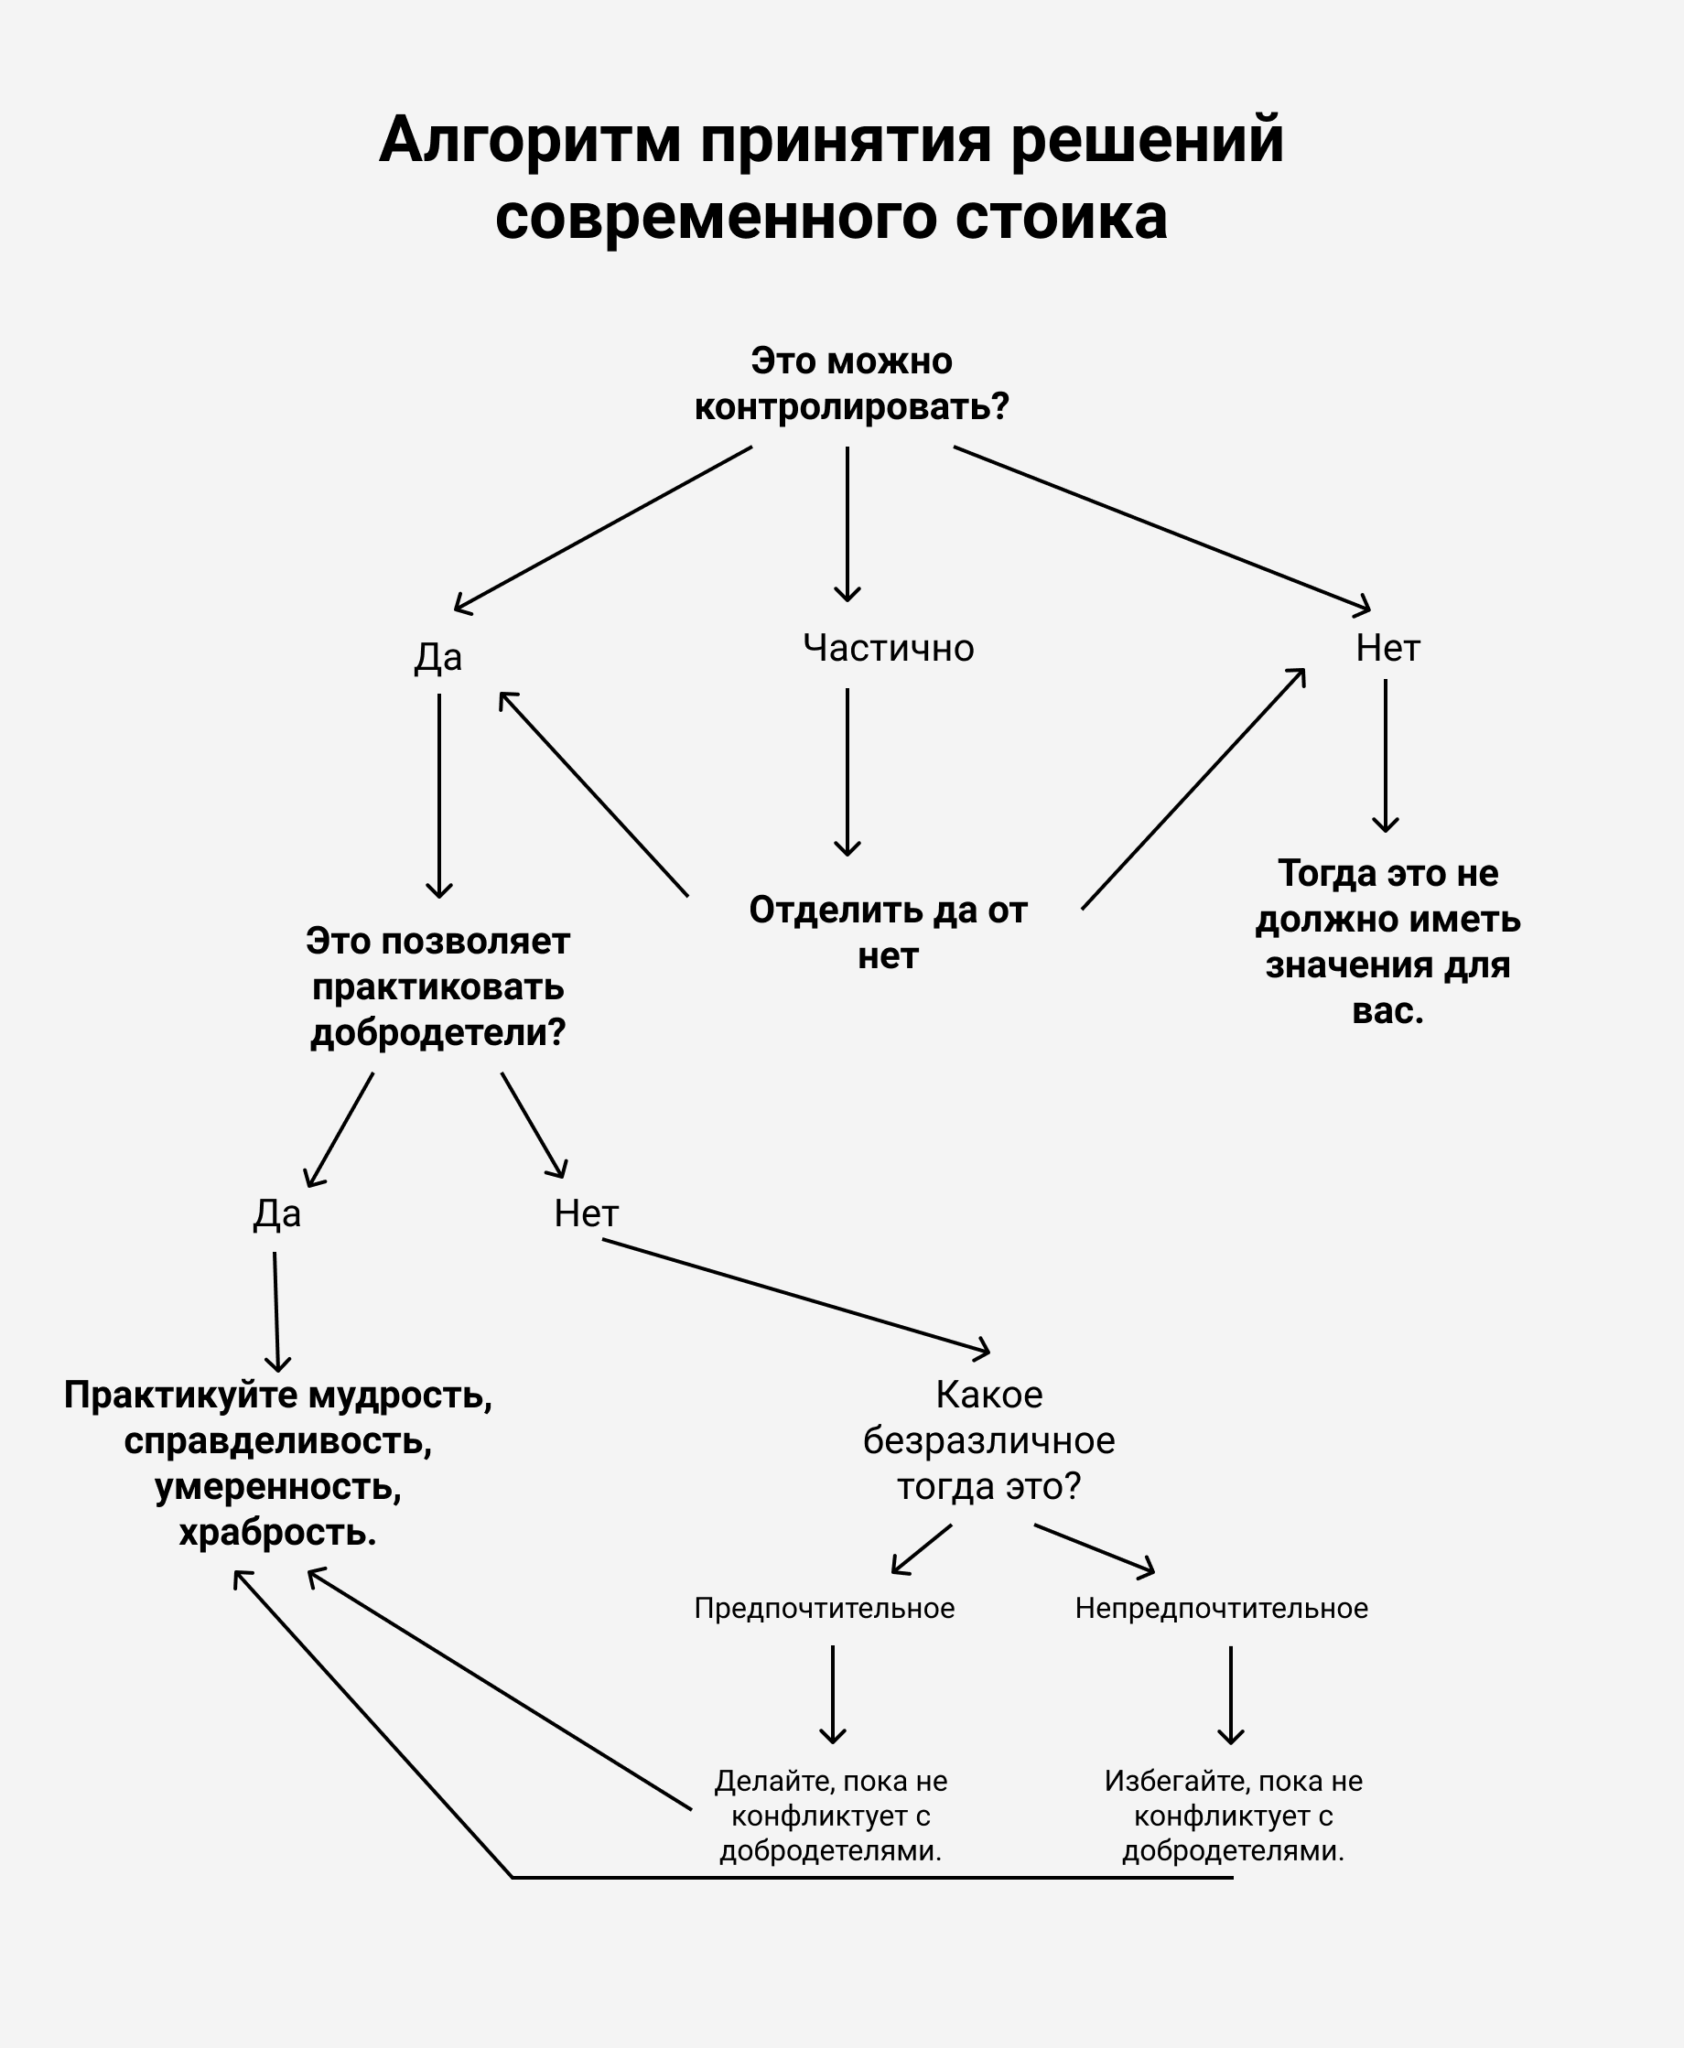 Алгоритм принятия решений
современного стоика
Это можно
контролировать?
Да
Частично
Нет
Это позволяет
практиковать
добродетели?
Отделить да от
нет
Тогда это не
должно иметь
значения для
вас.
Да
Нет
Практикуйте мудрость,
справделивость,
умеренность,
храбрость.
Какое
безразличное
тогда это?
Предпочтительное
Непредпочтительное
Делайте, пока не
конфликтует с
добродетелями.
Избегайте, пока не
конфликтует с
добродетелями.